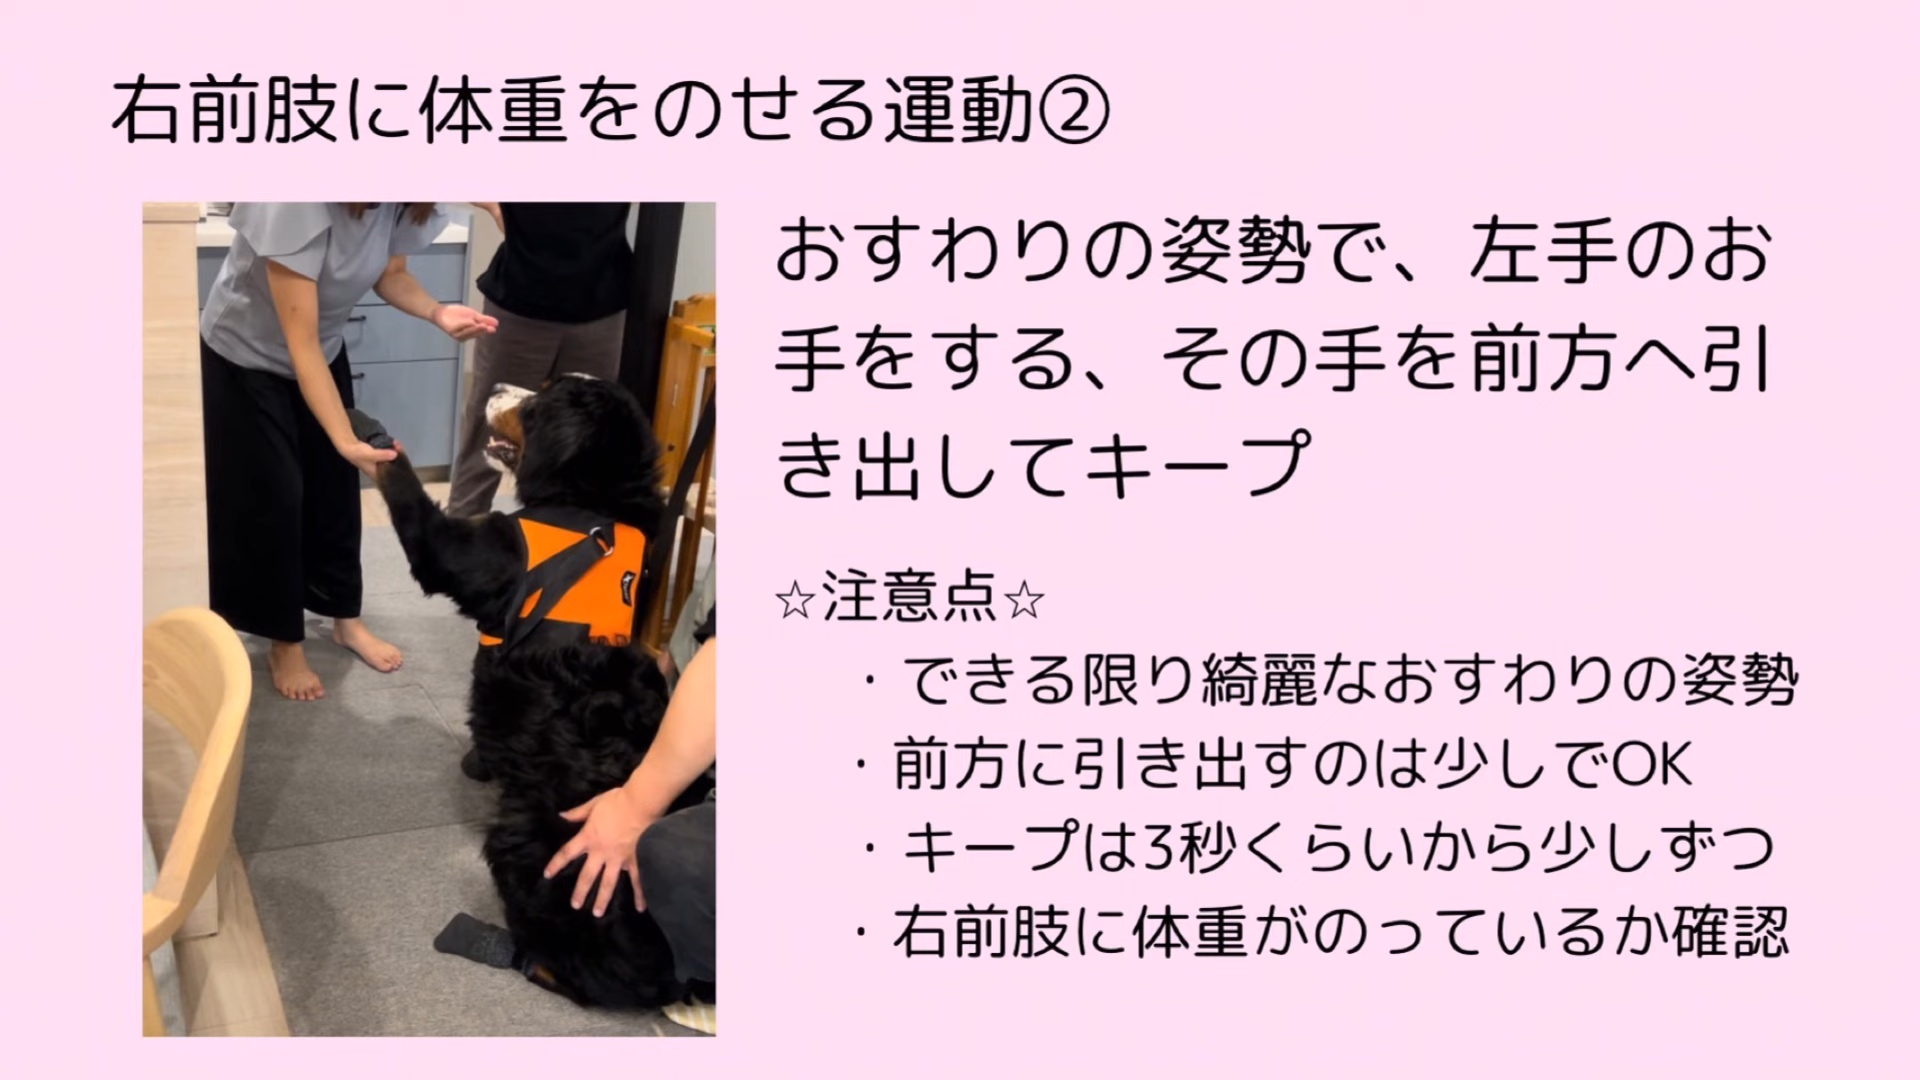 右前肢に体重をのせる運動②
おすわりの姿勢で、左手のお
手をする、その手を前方へ引
き出してキープ
☆注意点☆
・できる限り綺麗なおすわりの姿勢
・前方に引き出すのは少しでOK
・キープは3秒くらいから少しずつ
・右前肢に体重がのっているか確認